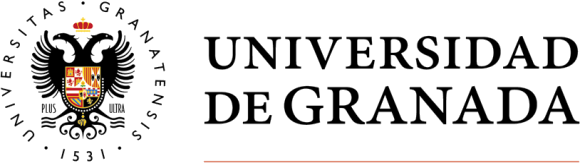 UNIVERSITAS · GRANATENSIS · 1531 ·
PLUS ULTRA
UNIVERSIDAD
DE GRANADA